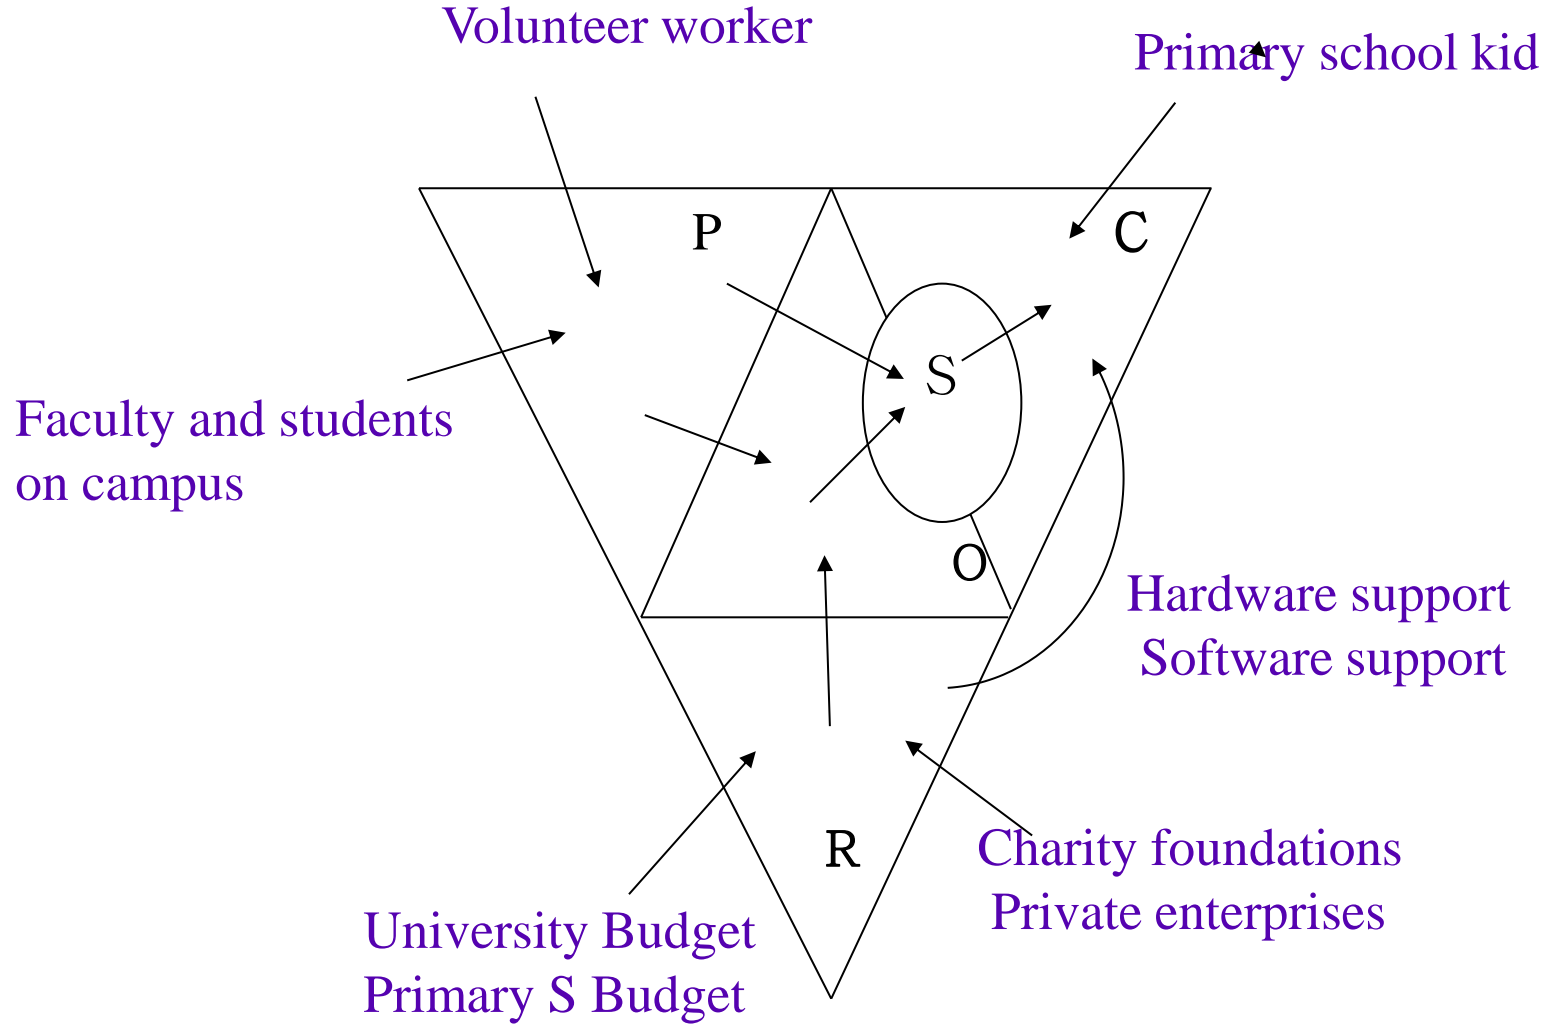 Volunteer worker
Primary school kid
P
C
S
Faculty and students
on campus
O
Hardware support
Software support
R
Charity foundations
Private enterprises
University Budget
Primary S Budget